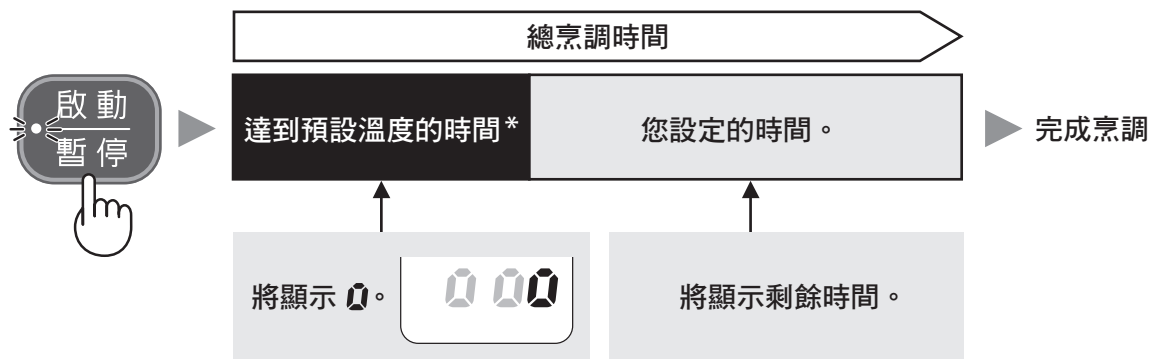 總烹調時間
啟動
暫停
達到預設溫度的時間*
您設定的時間。
完成烹調
將顯示 0。
0 0 0
將顯示剩餘時間。